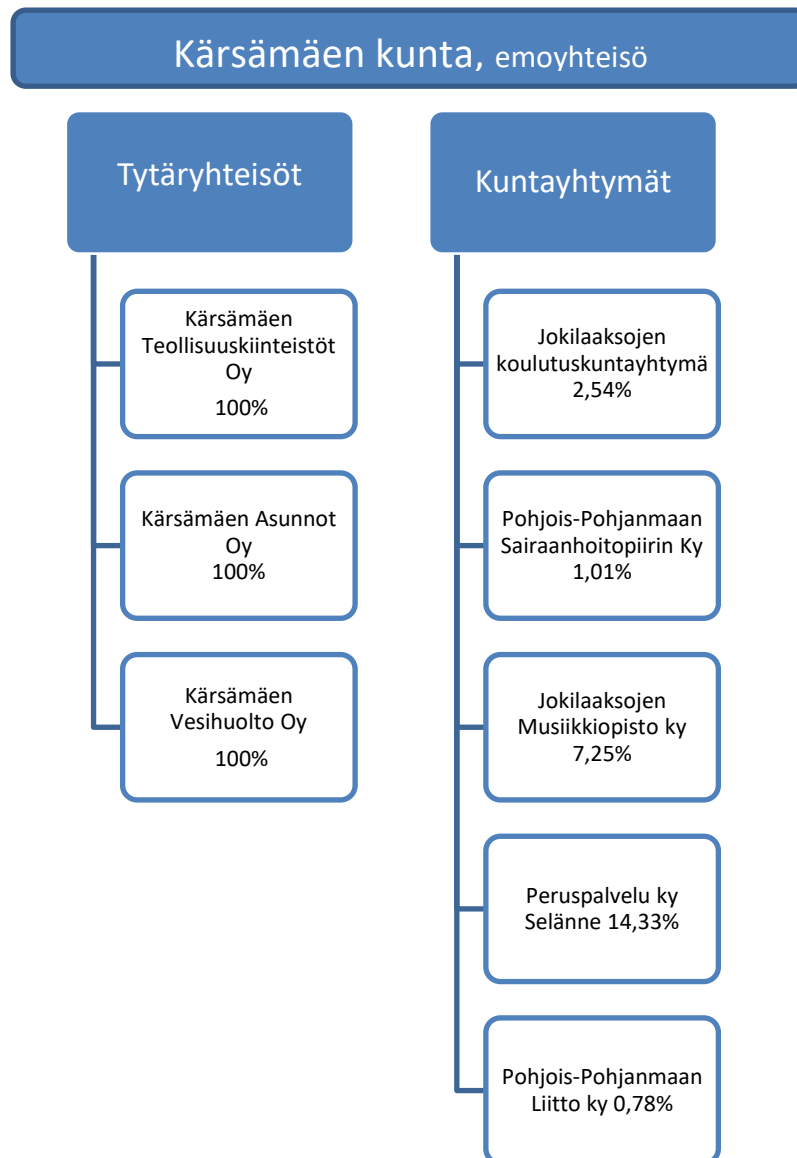 Kärsämäen kunta, emoyhteisö
Tytäryhteisöt
Kärsämäen
Teollisuuskiinteistöt
Oy
100%
Kärsämäen Asunnot
Oy
100%
Kärsämäen
Vesihuolto Oy
100%
Kuntayhtymät
Jokilaaksojen
koulutuskuntayhtymä
2,54%
Pohjois-Pohjanmaan
Sairaanhoitopiirin Ky
1,01%
Jokilaaksojen
Musiikkiopisto ky
7,25%
Peruspalvelu ky
Selänne 14,33%
Pohjois-Pohjanmaan
Liitto ky 0,78%